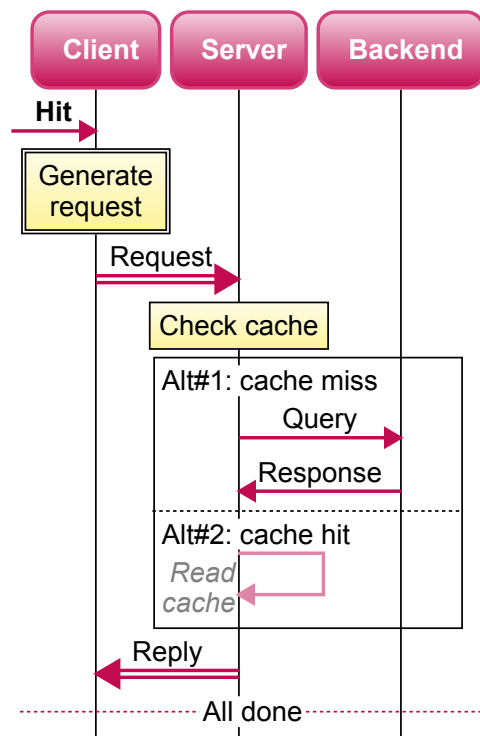 Client Server Backend
Hit
Generate
request
Request
Check cache
Alt#1: cache miss
Query
Response
Alt#2: cache hit
Read
cache
Reply
All done